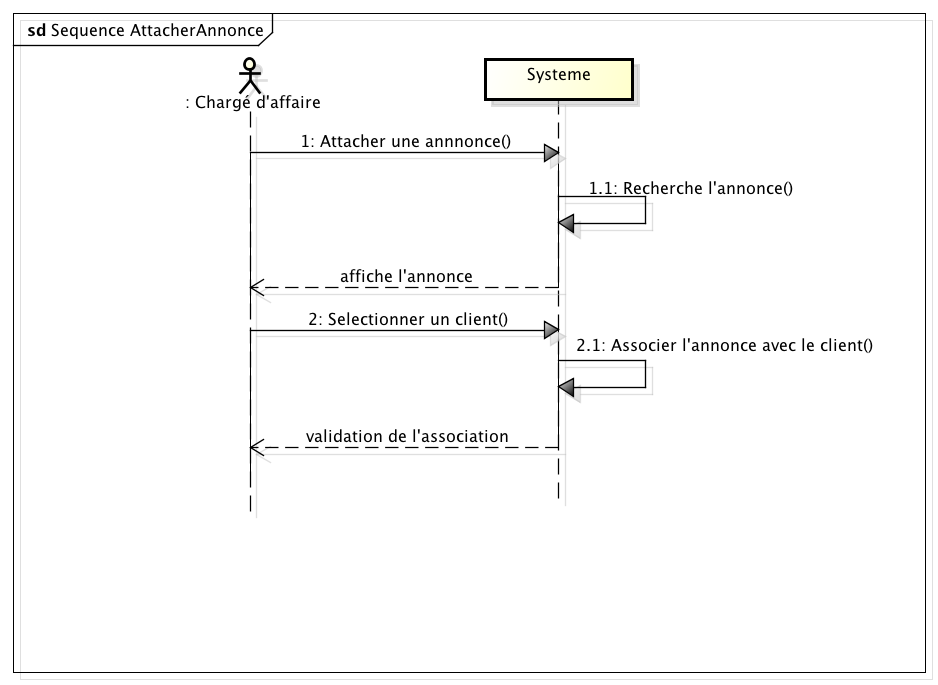 sd Sequence AttacherAnnonce
Systeme
: Chargé d'affaire
1: Attacher une annnonce()
1.1: Recherche l'annonce()
affiche l'annonce
2: Selectionner un client()
2.1: Associer l'annonce avec le client()
validation de l'association